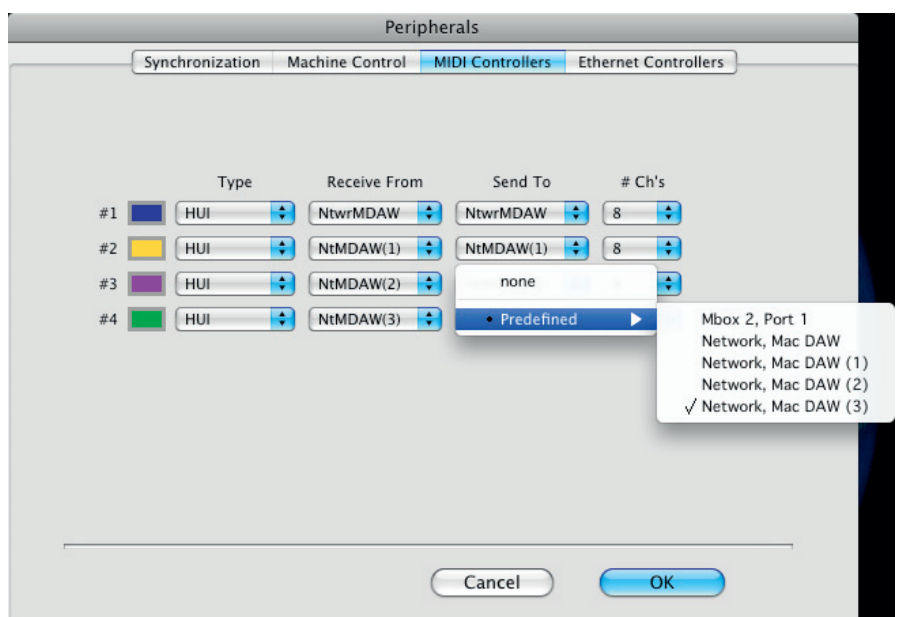 Peripherals
Synchronization Machine Control MIDI Controllers Ethernet Controllers
Type Receive From Send To # Ch's
#1 HUI NtwrMDAW NtwrMDAW 8
#2 HUI NtMDAW(1) NtMDAW(1) 8
#3 HUI NtMDAW(2) none
#4 HUI NtMDAW(3) • Predefined Mbox 2, Port 1
Network, Mac DAW
Network, Mac DAW (1)
Network, Mac DAW (2)
✓ Network, Mac DAW (3)
Cancel OK